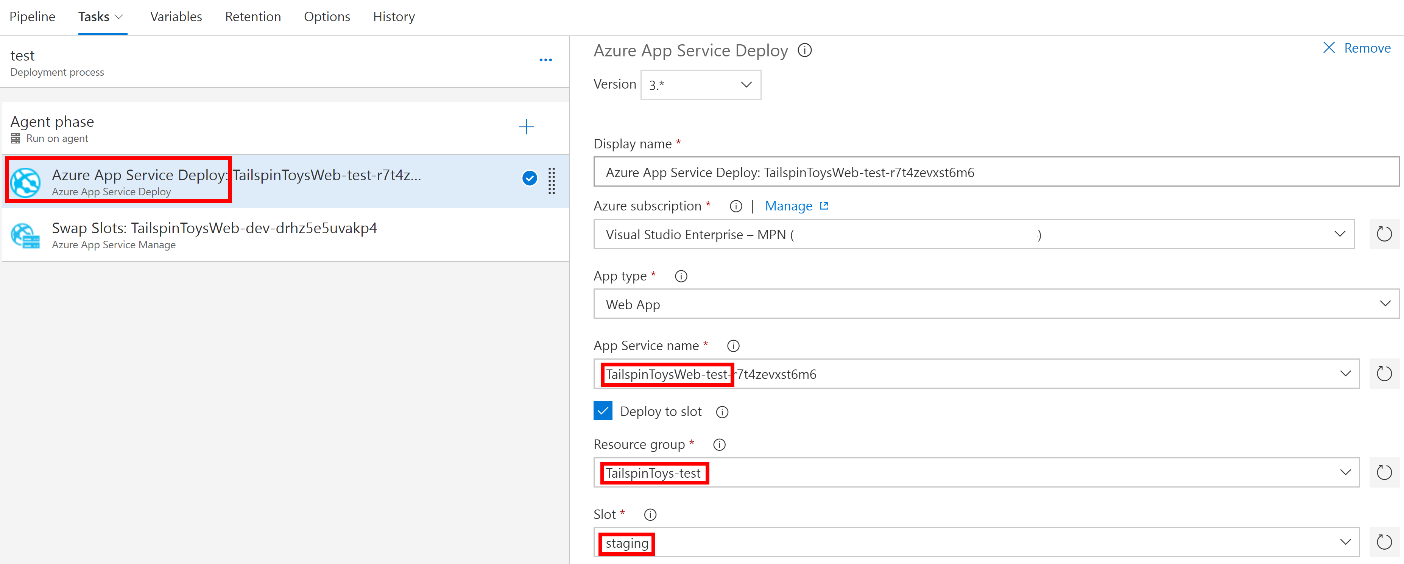 Pipeline Tasks Variables Retention Options History
test
Deployment process
...
Agent phase
Run on agent
Azure App Service Deploy: TailspinToysWeb-test-r7t4z...
Azure App Service Deploy
Swap Slots: TailspinToysWeb-dev-drhz5e5uvakp4
Azure App Service Manage
Azure App Service Deploy
Remove
Version 3.*
Display name *
Azure App Service Deploy: TailspinToysWeb-test-r7t4zevxst6m6
Azure subscription * | Manage
Visual Studio Enterprise – MPN ( )
App type *
Web App
App Service name *
TailspinToysWeb-test-r7t4zevxst6m6
Deploy to slot
Resource group *
TailspinToys-test
Slot *
staging